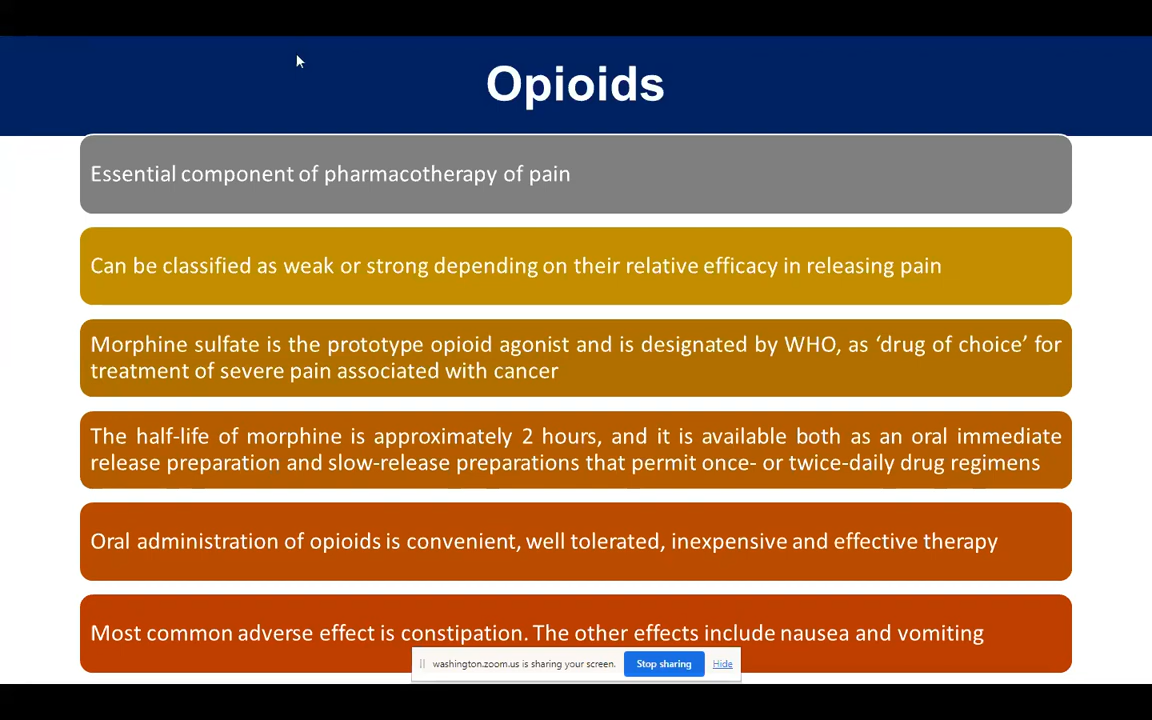 Opioids
Essential component of pharmacotherapy of pain
Can be classified as weak or strong depending on their relative efficacy in releasing pain
Morphine sulfate is the prototype opioid agonist and is designated by WHO, as ‘drug of choice’ for
treatment of severe pain associated with cancer
The half-life of morphine is approximately 2 hours, and it is available both as an oral immediate
release preparation and slow-release preparations that permit once- or twice-daily drug regimens
Oral administration of opioids is convenient, well tolerated, inexpensive and effective therapy
Most common adverse effect is constipation. The other effects include nausea and vomiting
washington.zoom.us is sharing your screen. Stop sharing Hide